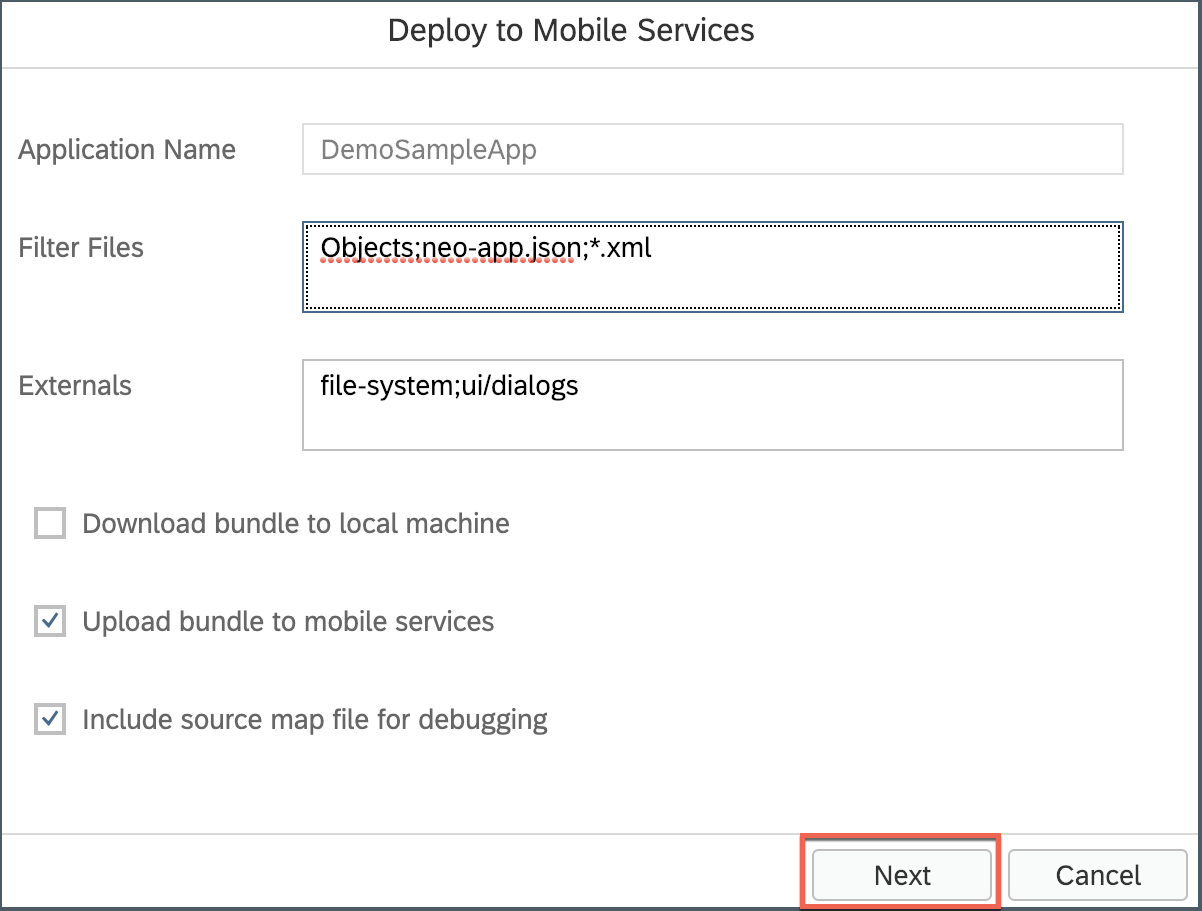 Deploy to Mobile Services
Application Name
DemoSampleApp
Filter Files
Objects;neo-app.json;*.xml
Externals
file-system;ui/dialogs
Download bundle to local machine
Upload bundle to mobile services
Include source map file for debugging
Next
Cancel